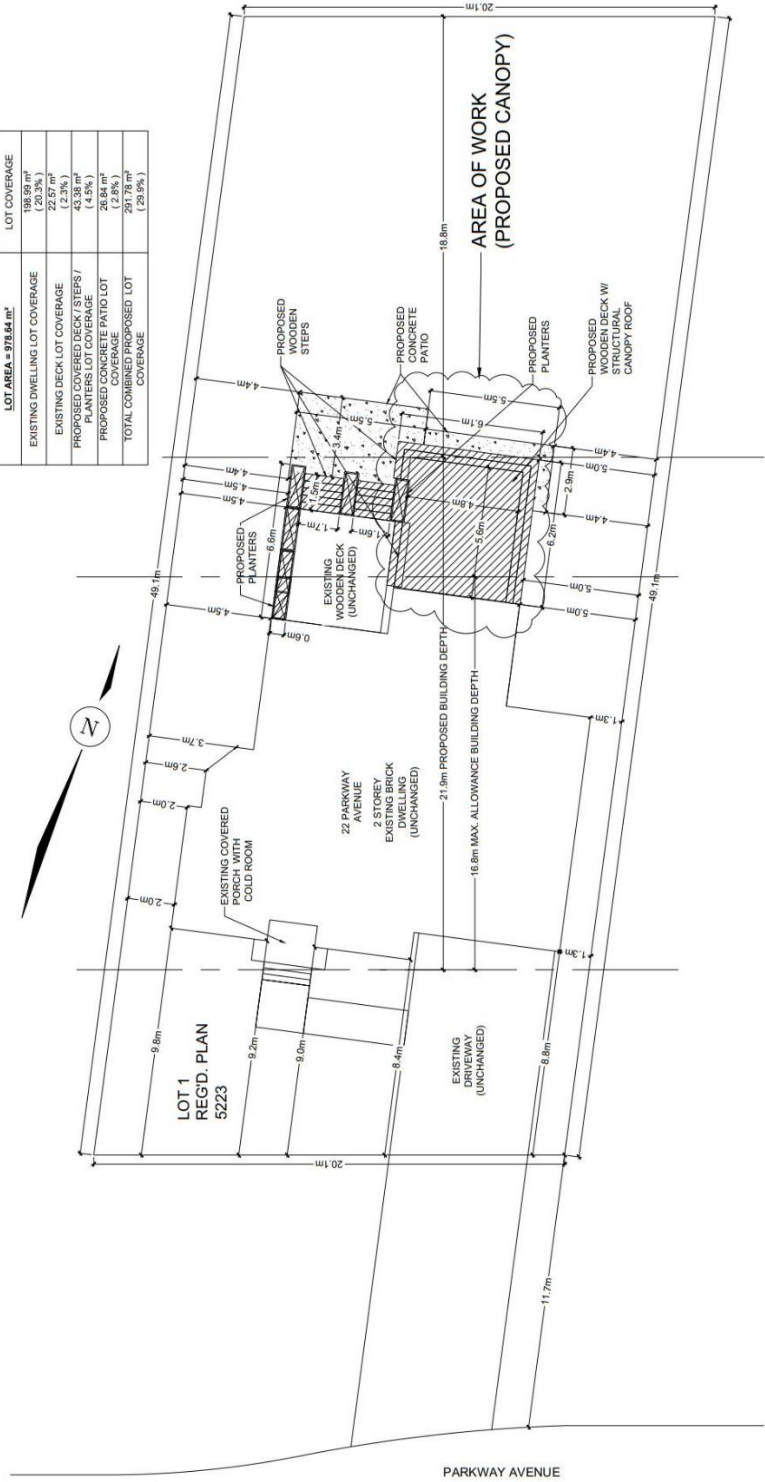 LOT AREA = 978.64 m²
LOT COVERAGE
EXISTING DWELLING LOT COVERAGE
198.99 m²
( 20.3% )
EXISTING DECK LOT COVERAGE
22.57 m²
( 2.3% )
PROPOSED COVERED DECK / STEPS /
PLANTERS LOT COVERAGE
43.38 m²
( 4.5% )
PROPOSED CONCRETE PATIO LOT
COVERAGE
26.84 m²
( 2.8% )
TOTAL COMBINED PROPOSED LOT
COVERAGE
291.78 m²
( 29.9% )
N
20.1m
49.1m
18.8m
AREA OF WORK
(PROPOSED CANOPY)
PROPOSED
WOODEN
STEPS
PROPOSED
CONCRETE
PATIO
PROPOSED
PLANTERS
PROPOSED
WOODEN DECK W/
STRUCTURAL
CANOPY ROOF
PROPOSED
PLANTERS
EXISTING
WOODEN DECK
(UNCHANGED)
4.4m
5.5m
3.4m
4.4m
4.5m
4.5m
4.5m
6.6m
1.5m
1.7m
1.6m
0.6m
5.5m
6.1m
4.8m
5.6m
4.4m
5.0m
2.9m
4.4m
6.2m
5.0m
5.0m
49.1m
21.9m PROPOSED BUILDING DEPTH
16.8m MAX. ALLOWANCE BUILDING DEPTH
3.7m
2.6m
2.0m
2.0m
1.3m
1.3m
22 PARKWAY
AVENUE
2 STOREY
EXISTING BRICK
DWELLING
(UNCHANGED)
EXISTING COVERED
PORCH WITH
COLD ROOM
LOT 1
REG'D. PLAN
5223
9.8m
9.2m
9.0m
8.4m
8.8m
EXISTING
DRIVEWAY
(UNCHANGED)
20.1m
11.7m
PARKWAY AVENUE